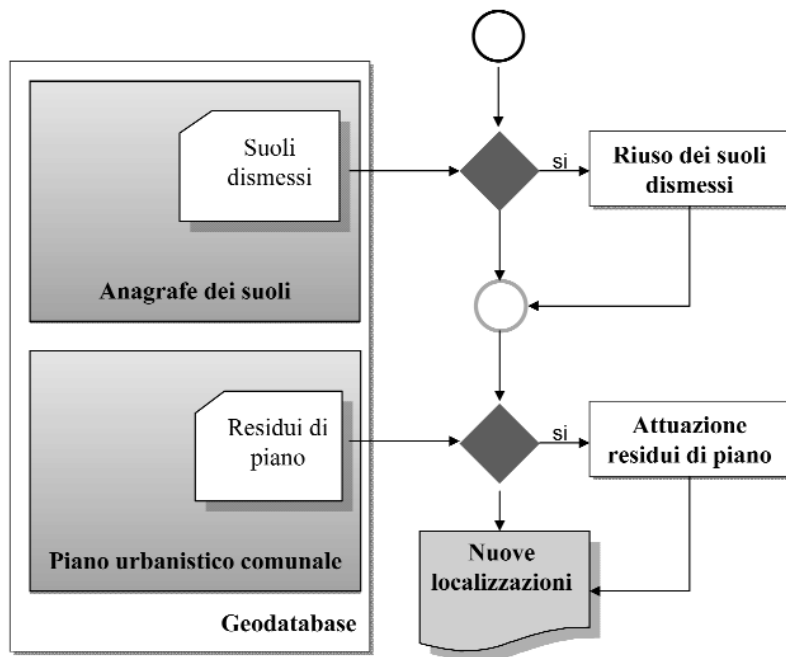 Suoli
dismessi
Anagrafe dei suoli
si
Riuso dei suoli
dismessi
Residui di
piano
Piano urbanistico comunale
Geodatabase
si
Attuazione
residui di piano
Nuove
localizzazioni